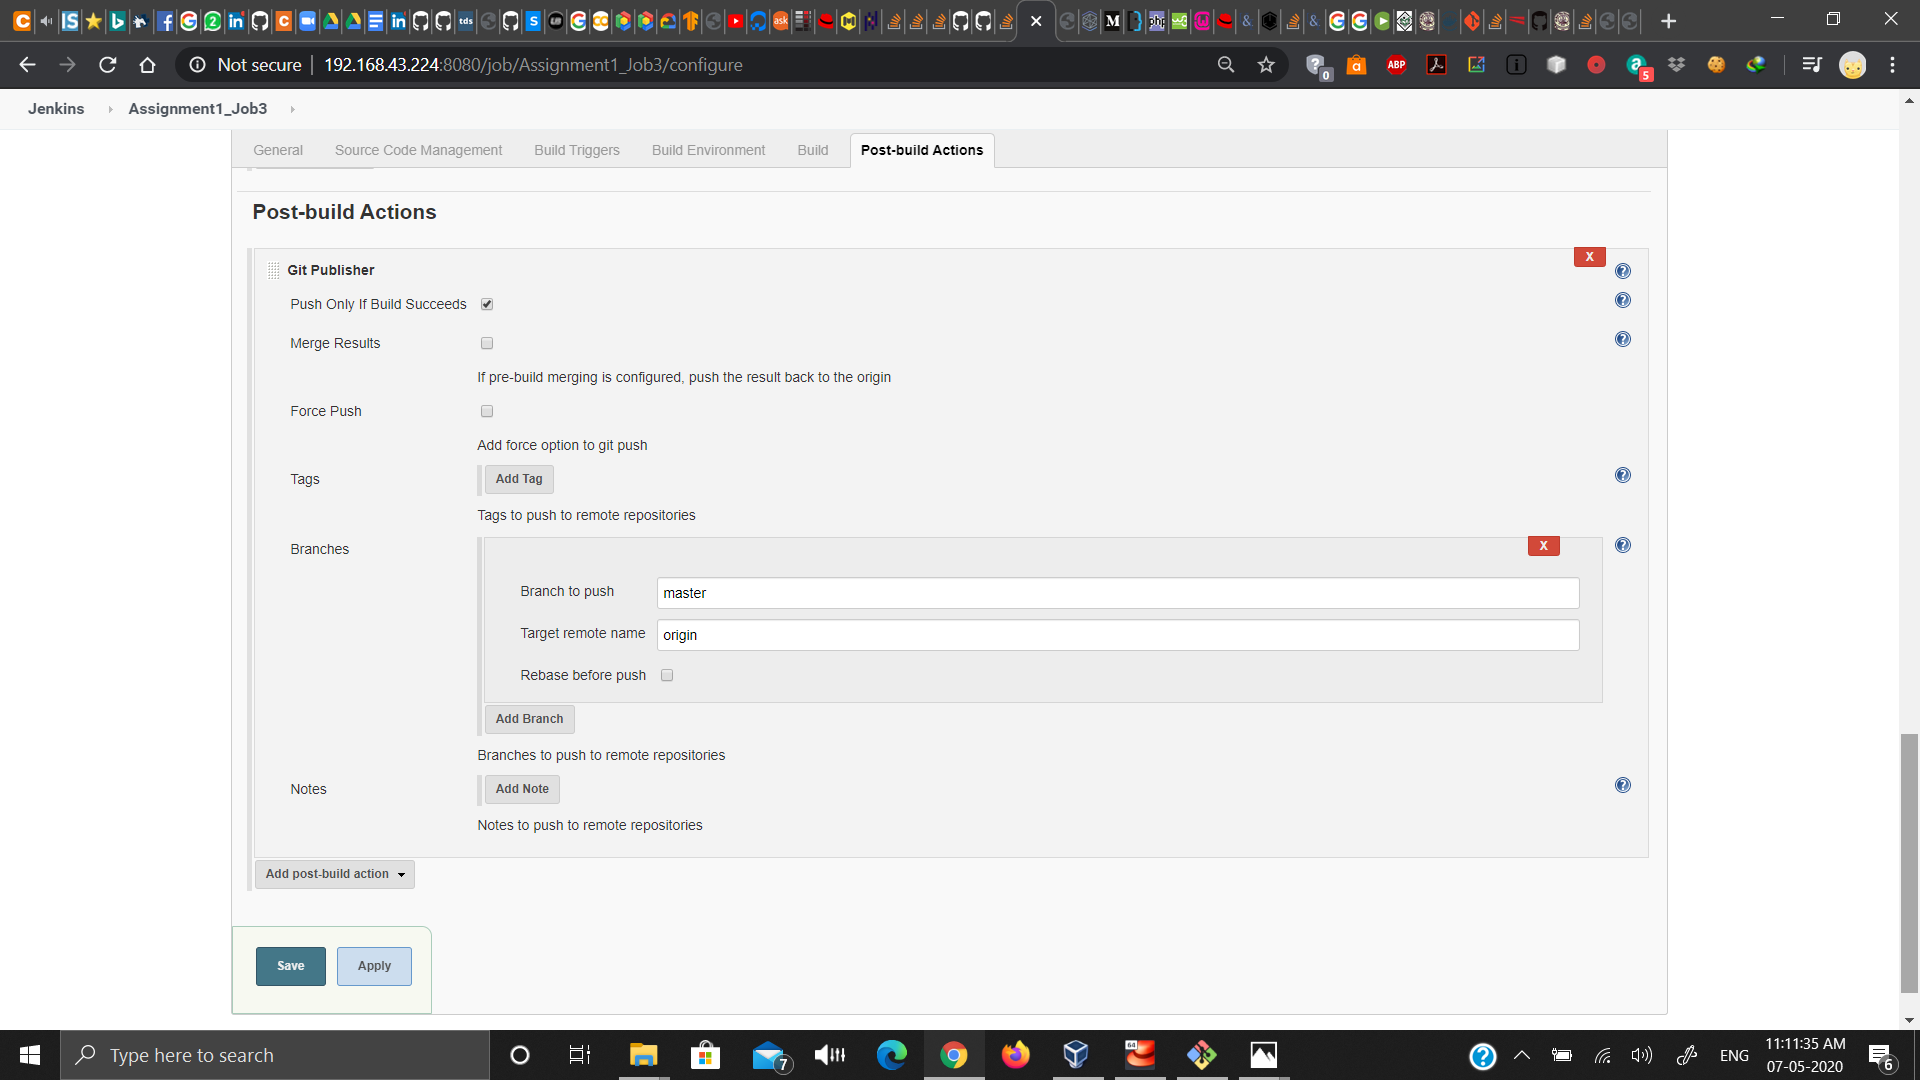 Not secure | 192.168.43.224:8080/job/Assignment1_Job3/configure
Jenkins Assignment1_Job3
General Source Code Management Build Triggers Build Environment Build Post-build Actions
Post-build Actions
X
Git Publisher
Push Only If Build Succeeds
Merge Results
If pre-build merging is configured, push the result back to the origin
Force Push
Add force option to git push
Tags Add Tag
Tags to push to remote repositories
Branches X
Branch to push master
Target remote name origin
Rebase before push
Add Branch
Branches to push to remote repositories
Notes Add Note
Notes to push to remote repositories
Add post-build action
Save Apply
Type here to search
7
ENG
11:11:35 AM
07-05-2020
6